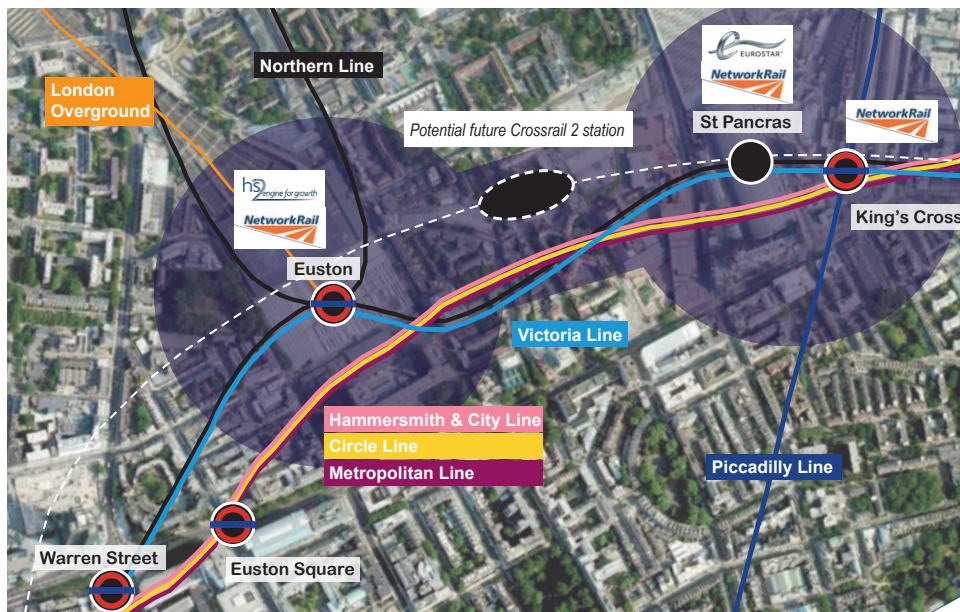 EUROSTAR
NetworkRail
Northern Line
London
Overground
NetworkRail
St Pancras
Potential future Crossrail 2 station
hs2 engine for growth
NetworkRail
King's Cross
Euston
Victoria Line
Hammersmith & City Line
Circle Line
Metropolitan Line
Piccadilly Line
Warren Street
Euston Square